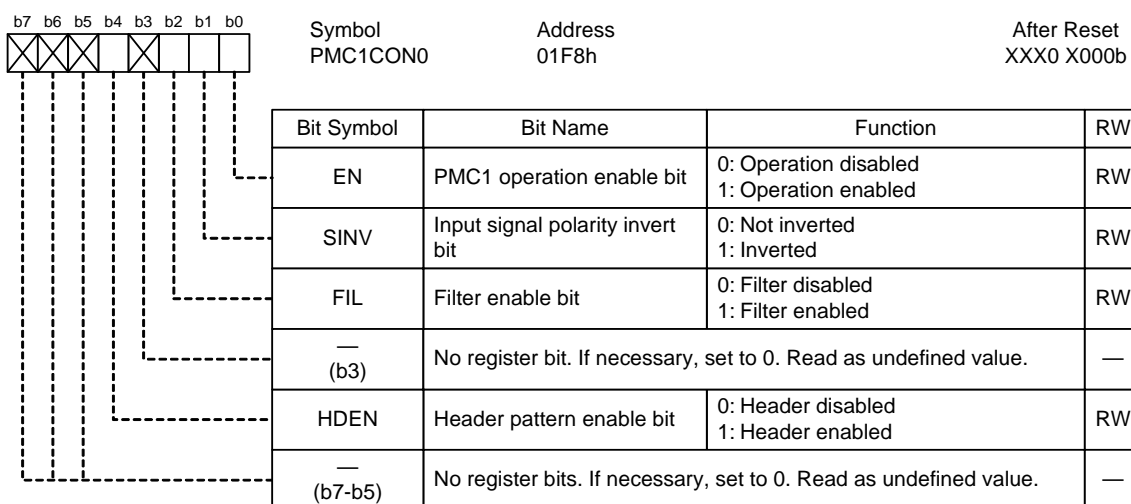 b7 b6 b5 b4 b3 b2 b1 b0
Symbol Address After Reset
PMC1CON0 01F8h XXX0 X000b
Bit Symbol Bit Name Function RW
EN PMC1 operation enable bit 0: Operation disabled
1: Operation enabled RW
SINV Input signal polarity invert
bit 0: Not inverted
1: Inverted RW
FIL Filter enable bit 0: Filter disabled
1: Filter enabled RW
—
(b3) No register bit. If necessary, set to 0. Read as undefined value. —
HDEN Header pattern enable bit 0: Header disabled
1: Header enabled RW
—
(b7-b5) No register bits. If necessary, set to 0. Read as undefined value. —